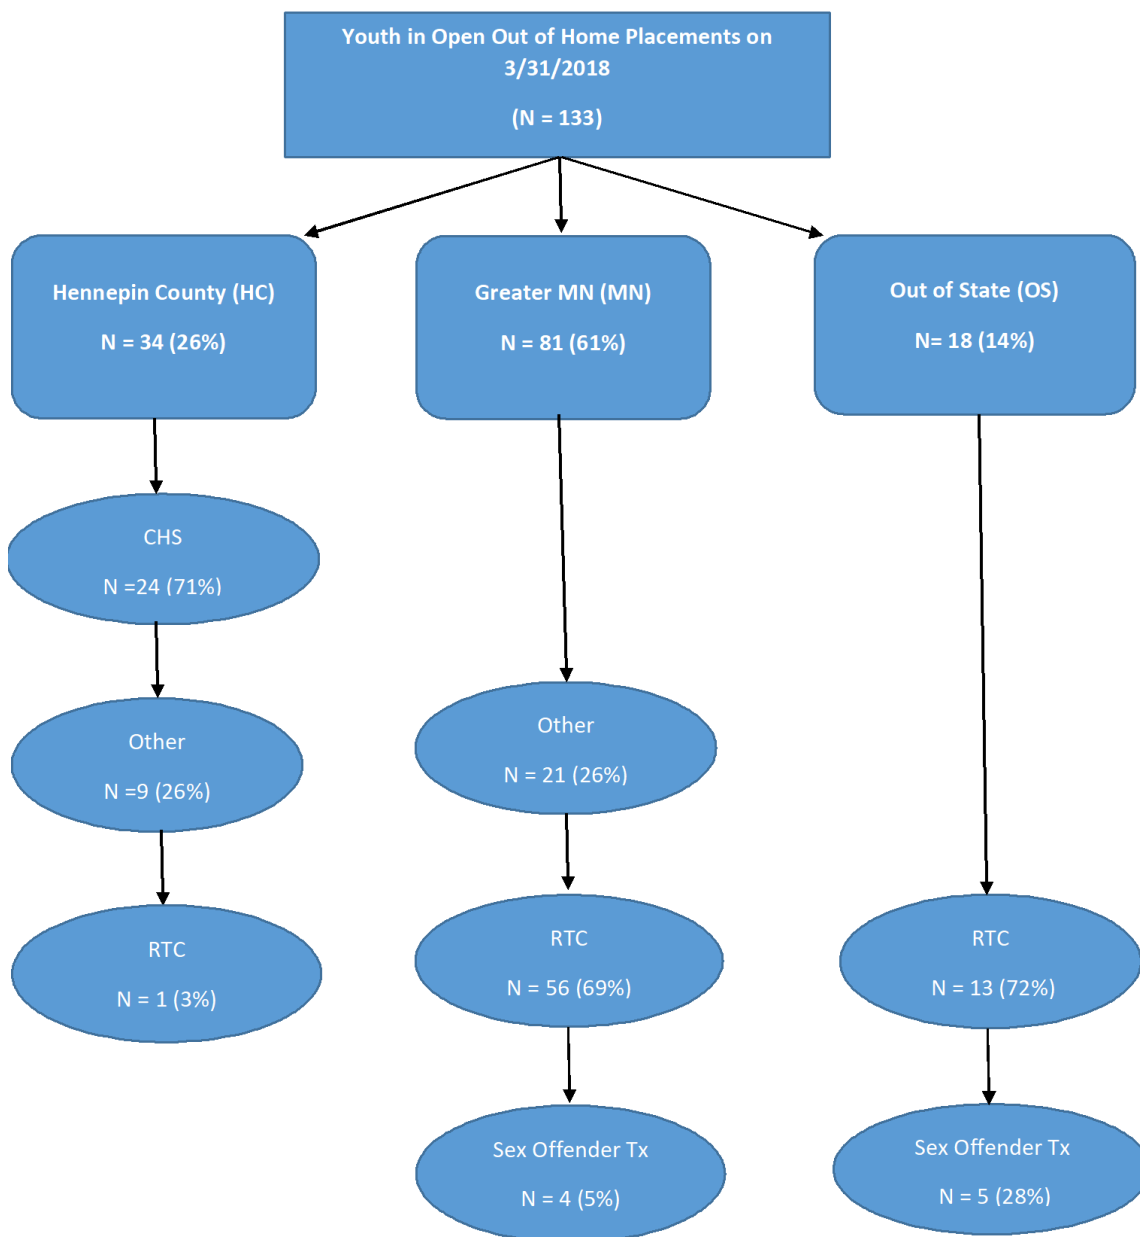 Youth in Open Out of Home Placements on
3/31/2018
(N = 133)
Hennepin County (HC)
N = 34 (26%)
Greater MN (MN)
N = 81 (61%)
Out of State (OS)
N= 18 (14%)
CHS
N =24 (71%)
Other
N =9 (26%)
RTC
N = 1 (3%)
Other
N = 21 (26%)
RTC
N = 56 (69%)
Sex Offender Tx
N = 4 (5%)
RTC
N = 13 (72%)
Sex Offender Tx
N = 5 (28%)